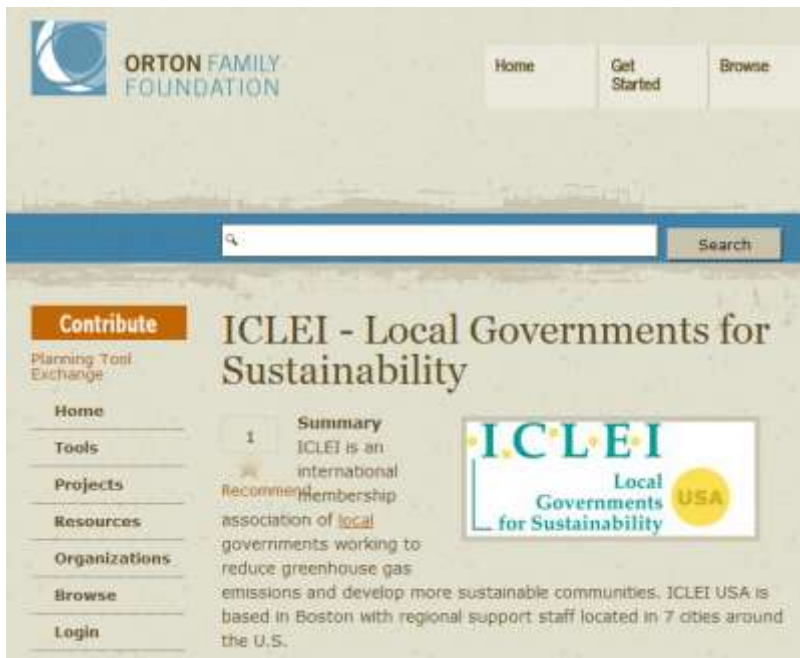 ORTON FAMILY
FOUNDATION
Home
Get
Started
Browse
Search
Contribute
Planning Tool
Exchange
Home
Tools
Projects
Resources
Organizations
Browse
Login
ICLEI - Local Governments for
Sustainability
1
Recommend
Summary
ICLEI is an
international
membership
association of local
governments working to
reduce greenhouse gas
emissions and develop more sustainable communities. ICLEI USA is
based in Boston with regional support staff located in 7 cities around
the U.S.
I·C·L·E·I
Local
Governments
for Sustainability
USA